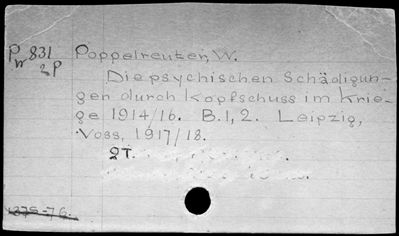 P 831 Poppelreuter, W.
w 2P Die psychischen Schädigun-
gen durch Kopfschuss im Krie-
ge 1914/16. B.1,2. Leipzig,
Voss, 1917/18.
2T.